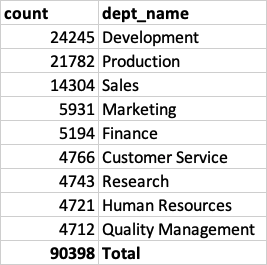 count dept_name
24245 Development
21782 Production
14304 Sales
5931 Marketing
5194 Finance
4766 Customer Service
4743 Research
4721 Human Resources
4712 Quality Management
90398 Total